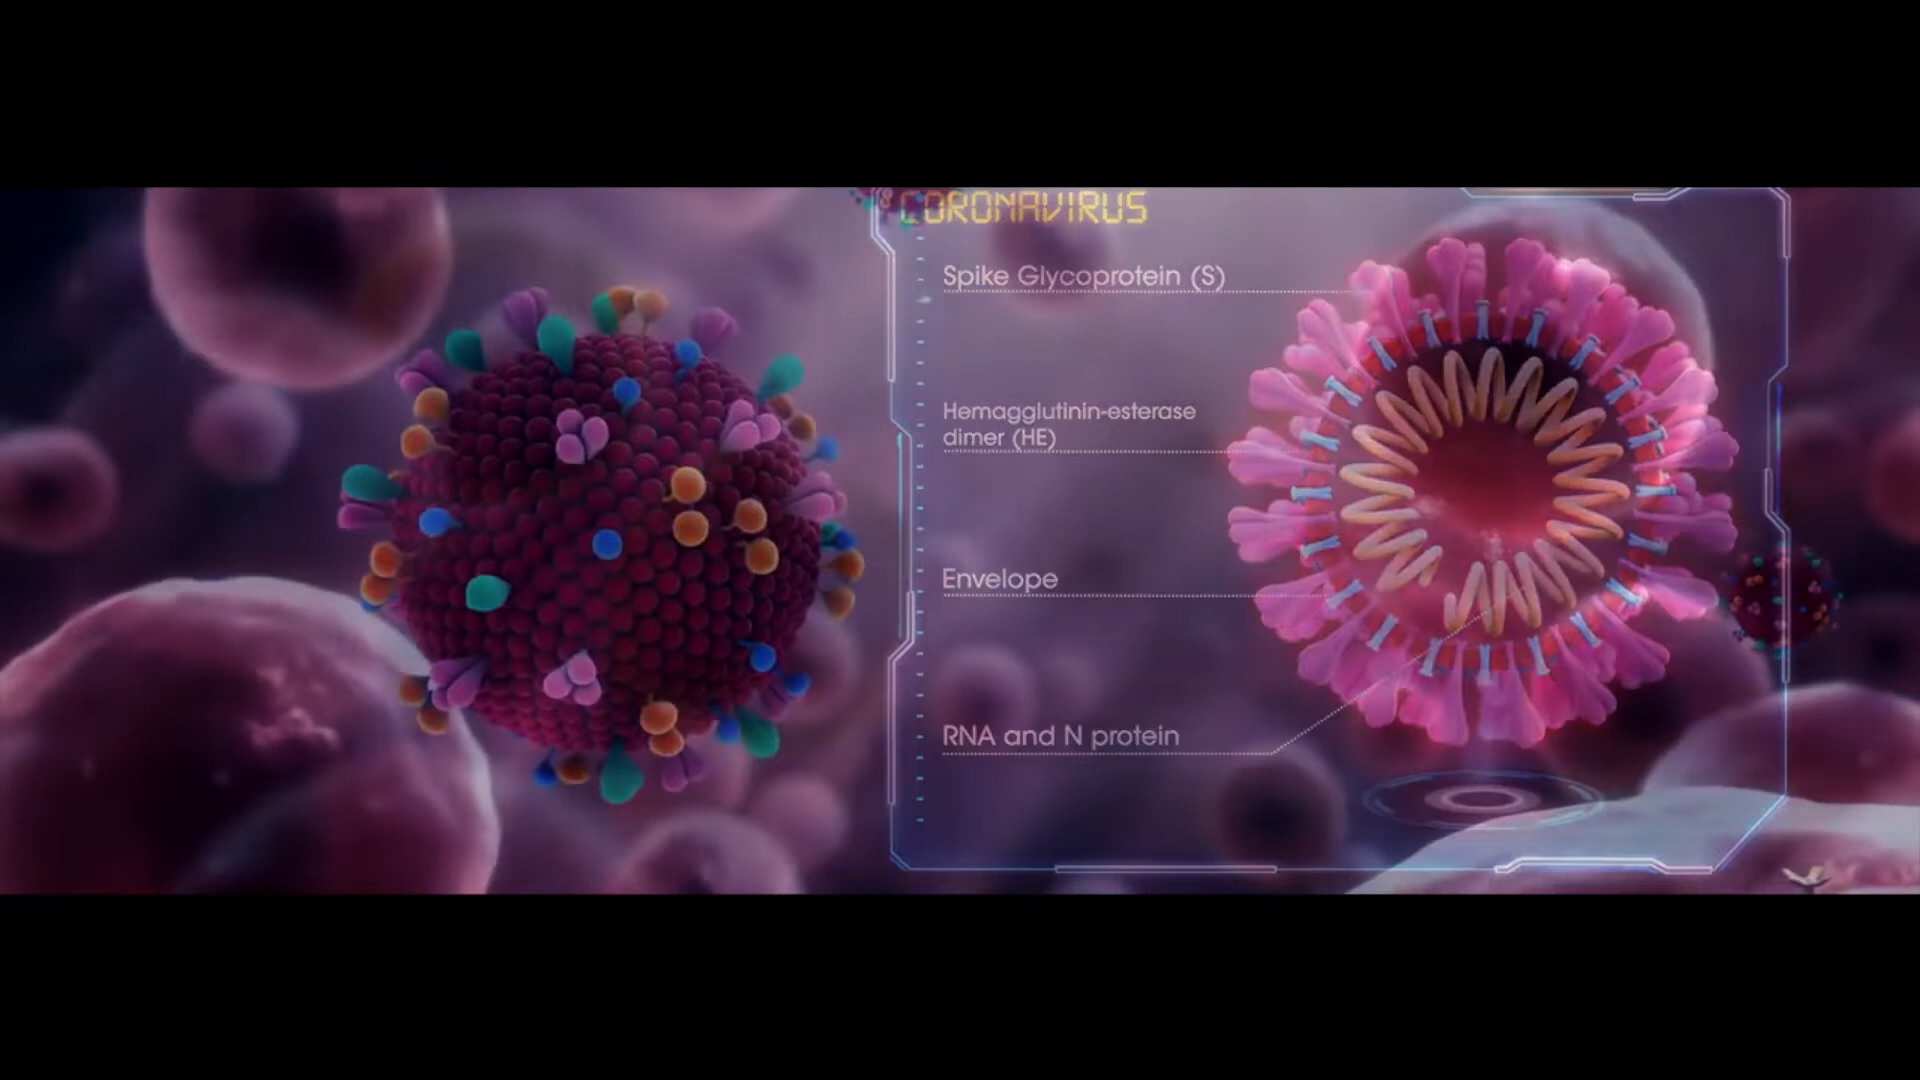 CORONAVIRUS
Spike Glycoprotein (S)
Hemagglutinin-esterase
dimer (HE)
Envelope
RNA and N protein